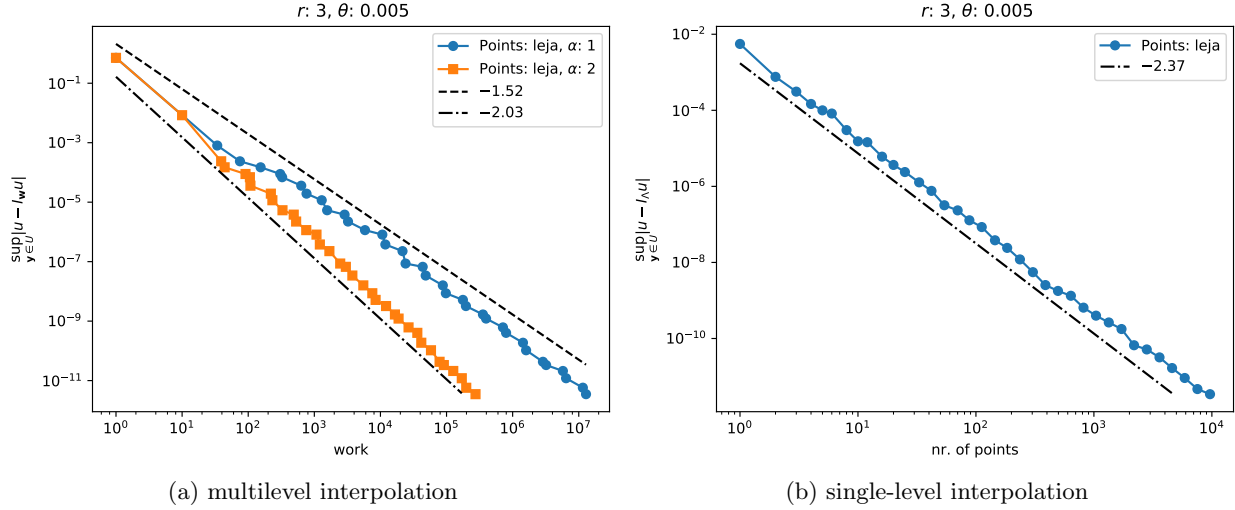 r: 3, θ: 0.005
sup|u − I_w u|
y ∈ U
10^−1
10^−3
10^−5
10^−7
10^−9
10^−11
Points: leja, α: 1
Points: leja, α: 2
−1.52
−2.03
10^0 10^1 10^2 10^3 10^4 10^5 10^6 10^7
work
(a) multilevel interpolation
r: 3, θ: 0.005
sup|u − I_Λ u|
y ∈ U
10^−2
10^−4
10^−6
10^−8
10^−10
Points: leja
−2.37
10^0 10^1 10^2 10^3 10^4
nr. of points
(b) single-level interpolation